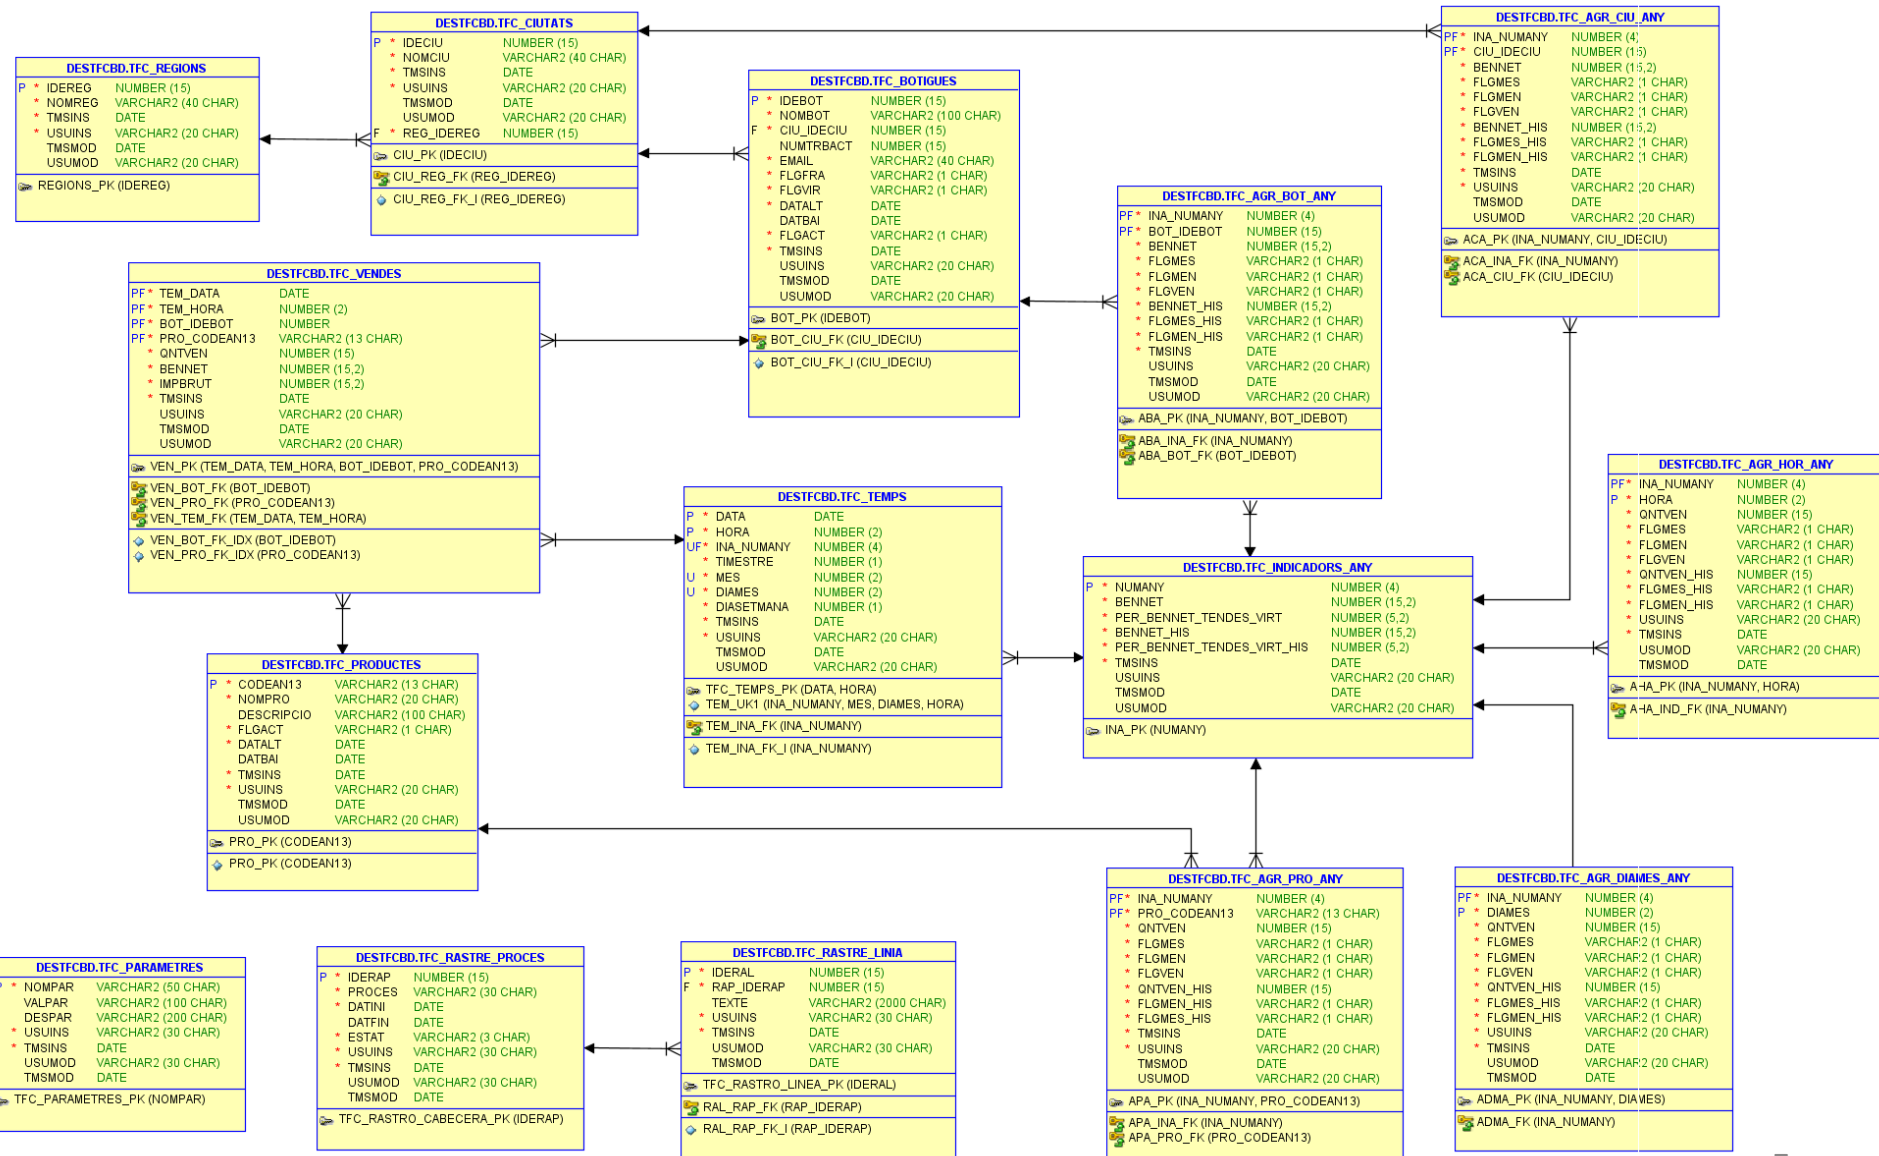 DESTFCBD.TFC_REGIONS
P * IDEREG NUMBER (15)
* NOMREG VARCHAR2 (40 CHAR)
* TMSINS DATE
* USUINS VARCHAR2 (20 CHAR)
TMSMOD DATE
USUMOD VARCHAR2 (20 CHAR)
REGIONS_PK (IDEREG)
DESTFCBD.TFC_CIUTATS
P * IDECIU NUMBER (15)
* NOMCIU VARCHAR2 (40 CHAR)
* TMSINS DATE
* USUINS VARCHAR2 (20 CHAR)
TMSMOD DATE
USUMOD VARCHAR2 (20 CHAR)
F * REG_IDEREG NUMBER (15)
CIU_PK (IDECIU)
CIU_REG_FK (REG_IDEREG)
CIU_REG_FK_I (REG_IDEREG)
DESTFCBD.TFC_BOTIGUES
P * IDEBOT NUMBER (15)
* NOMBOT VARCHAR2 (100 CHAR)
F * CIU_IDECIU NUMBER (15)
NUMTRBACT NUMBER (15)
* EMAIL VARCHAR2 (40 CHAR)
* FLGFRA VARCHAR2 (1 CHAR)
* FLGVIR VARCHAR2 (1 CHAR)
* DATALT DATE
DATBAI DATE
* FLGACT VARCHAR2 (1 CHAR)
* TMSINS DATE
USUINS VARCHAR2 (20 CHAR)
TMSMOD DATE
USUMOD VARCHAR2 (20 CHAR)
BOT_PK (IDEBOT)
BOT_CIU_FK (CIU_IDECIU)
BOT_CIU_FK_I (CIU_IDECIU)
DESTFCBD.TFC_AGR_CIU_ANY
PF * INA_NUMANY NUMBER (4)
PF * CIU_IDECIU NUMBER (15)
* BENNET NUMBER (15,2)
* FLGMES VARCHAR2 (1 CHAR)
* FLGMEN VARCHAR2 (1 CHAR)
* FLGVEN VARCHAR2 (1 CHAR)
* BENNET_HIS NUMBER (15,2)
* FLGMES_HIS VARCHAR2 (1 CHAR)
* FLGMEN_HIS VARCHAR2 (1 CHAR)
* TMSINS DATE
* USUINS VARCHAR2 (20 CHAR)
TMSMOD DATE
USUMOD VARCHAR2 (20 CHAR)
ACA_PK (INA_NUMANY, CIU_IDECIU)
ACA_INA_FK (INA_NUMANY)
ACA_CIU_FK (CIU_IDECIU)
DESTFCBD.TFC_AGR_BOT_ANY
PF * INA_NUMANY NUMBER (4)
PF * BOT_IDEBOT NUMBER (15)
* BENNET NUMBER (15,2)
* FLGMES VARCHAR2 (1 CHAR)
* FLGMEN VARCHAR2 (1 CHAR)
* FLGVEN VARCHAR2 (1 CHAR)
* BENNET_HIS NUMBER (15,2)
* FLGMES_HIS VARCHAR2 (1 CHAR)
* FLGMEN_HIS VARCHAR2 (1 CHAR)
* TMSINS DATE
USUINS VARCHAR2 (20 CHAR)
TMSMOD DATE
USUMOD VARCHAR2 (20 CHAR)
ABA_PK (INA_NUMANY, BOT_IDEBOT)
ABA_INA_FK (INA_NUMANY)
ABA_BOT_FK (BOT_IDEBOT)
DESTFCBD.TFC_VENDES
PF * TEM_DATA DATE
PF * TEM_HORA NUMBER (2)
PF * BOT_IDEBOT NUMBER
PF * PRO_CODEAN13 VARCHAR2 (13 CHAR)
* QNTVEN NUMBER (15)
* BENNET NUMBER (15,2)
* IMPBRUT NUMBER (15,2)
* TMSINS DATE
USUINS VARCHAR2 (20 CHAR)
TMSMOD DATE
USUMOD VARCHAR2 (20 CHAR)
VEN_PK (TEM_DATA, TEM_HORA, BOT_IDEBOT, PRO_CODEAN13)
VEN_BOT_FK (BOT_IDEBOT)
VEN_PRO_FK (PRO_CODEAN13)
VEN_TEM_FK (TEM_DATA, TEM_HORA)
VEN_BOT_FK_IDX (BOT_IDEBOT)
VEN_PRO_FK_IDX (PRO_CODEAN13)
DESTFCBD.TFC_TEMPS
P * DATA DATE
P * HORA NUMBER (2)
UF * INA_NUMANY NUMBER (4)
* TIMESTRE NUMBER (1)
U * MES NUMBER (2)
U * DIAMES NUMBER (2)
* DIASETMANA NUMBER (1)
* TMSINS DATE
* USUINS VARCHAR2 (20 CHAR)
TMSMOD DATE
USUMOD VARCHAR2 (20 CHAR)
TFC_TEMPS_PK (DATA, HORA)
TEM_UK1 (INA_NUMANY, MES, DIAMES, HORA)
TEM_INA_FK (INA_NUMANY)
TEM_INA_FK_I (INA_NUMANY)
DESTFCBD.TFC_INDICADORS_ANY
P * NUMANY NUMBER (4)
* BENNET NUMBER (15,2)
* PER_BENNET_TENDES_VIRT NUMBER (5,2)
* BENNET_HIS NUMBER (15,2)
* PER_BENNET_TENDES_VIRT_HIS NUMBER (5,2)
* TMSINS DATE
USUINS VARCHAR2 (20 CHAR)
TMSMOD DATE
USUMOD VARCHAR2 (20 CHAR)
INA_PK (NUMANY)
DESTFCBD.TFC_AGR_HOR_ANY
PF * INA_NUMANY NUMBER (4)
P * HORA NUMBER (2)
* QNTVEN NUMBER (15)
* FLGMES VARCHAR2 (1 CHAR)
* FLGMEN VARCHAR2 (1 CHAR)
* FLGVEN VARCHAR2 (1 CHAR)
* QNTVEN_HIS NUMBER (15)
* FLGMES_HIS VARCHAR2 (1 CHAR)
* FLGMEN_HIS VARCHAR2 (1 CHAR)
* USUINS VARCHAR2 (20 CHAR)
* TMSINS DATE
USUMOD VARCHAR2 (20 CHAR)
TMSMOD DATE
AHA_PK (INA_NUMANY, HORA)
AHA_IND_FK (INA_NUMANY)
DESTFCBD.TFC_PRODUCTES
P * CODEAN13 VARCHAR2 (13 CHAR)
* NOMPRO VARCHAR2 (20 CHAR)
DESCRIPCIO VARCHAR2 (100 CHAR)
* FLGACT VARCHAR2 (1 CHAR)
* DATALT DATE
DATBAI DATE
* TMSINS DATE
* USUINS VARCHAR2 (20 CHAR)
TMSMOD DATE
USUMOD VARCHAR2 (20 CHAR)
PRO_PK (CODEAN13)
PRO_PK (CODEAN13)
DESTFCBD.TFC_PARAMETRES
P * NOMPAR VARCHAR2 (50 CHAR)
VALPAR VARCHAR2 (100 CHAR)
DESPAR VARCHAR2 (200 CHAR)
* USUINS VARCHAR2 (30 CHAR)
* TMSINS DATE
USUMOD VARCHAR2 (30 CHAR)
TMSMOD DATE
TFC_PARAMETRES_PK (NOMPAR)
DESTFCBD.TFC_RASTRE_PROCES
P * IDERAP NUMBER (15)
* PROCES VARCHAR2 (30 CHAR)
* DATINI DATE
DATFIN DATE
* ESTAT VARCHAR2 (3 CHAR)
* USUINS VARCHAR2 (30 CHAR)
* TMSINS DATE
USUMOD VARCHAR2 (30 CHAR)
TMSMOD DATE
TFC_RASTRO_CABECERA_PK (IDERAP)
DESTFCBD.TFC_RASTRE_LINIA
P * IDERAL NUMBER (15)
F * RAP_IDERAP NUMBER (15)
TEXTE VARCHAR2 (2000 CHAR)
* USUINS VARCHAR2 (30 CHAR)
* TMSINS DATE
USUMOD VARCHAR2 (30 CHAR)
TMSMOD DATE
TFC_RASTRO_LINEA_PK (IDERAL)
RAL_RAP_FK (RAP_IDERAP)
RAL_RAP_FK_I (RAP_IDERAP)
DESTFCBD.TFC_AGR_PRO_ANY
PF * INA_NUMANY NUMBER (4)
PF * PRO_CODEAN13 VARCHAR2 (13 CHAR)
* QNTVEN NUMBER (15)
* FLGMES VARCHAR2 (1 CHAR)
* FLGMEN VARCHAR2 (1 CHAR)
* FLGVEN VARCHAR2 (1 CHAR)
* QNTVEN_HIS NUMBER (15)
* FLGMEN_HIS VARCHAR2 (1 CHAR)
* FLGMES_HIS VARCHAR2 (1 CHAR)
* TMSINS DATE
* USUINS VARCHAR2 (20 CHAR)
TMSMOD DATE
USUMOD VARCHAR2 (20 CHAR)
APA_PK (INA_NUMANY, PRO_CODEAN13)
APA_INA_FK (INA_NUMANY)
APA_PRO_FK (PRO_CODEAN13)
DESTFCBD.TFC_AGR_DIAMES_ANY
PF * INA_NUMANY NUMBER (4)
P * DIAMES NUMBER (2)
* QNTVEN NUMBER (15)
* FLGMES VARCHAR2 (1 CHAR)
* FLGMEN VARCHAR2 (1 CHAR)
* FLGVEN VARCHAR2 (1 CHAR)
* QNTVEN_HIS NUMBER (15)
* FLGMES_HIS VARCHAR2 (1 CHAR)
* FLGMEN_HIS VARCHAR2 (1 CHAR)
* USUINS VARCHAR2 (20 CHAR)
* TMSINS DATE
USUMOD VARCHAR2 (20 CHAR)
TMSMOD DATE
ADMA_PK (INA_NUMANY, DIAMES)
ADMA_FK (INA_NUMANY)